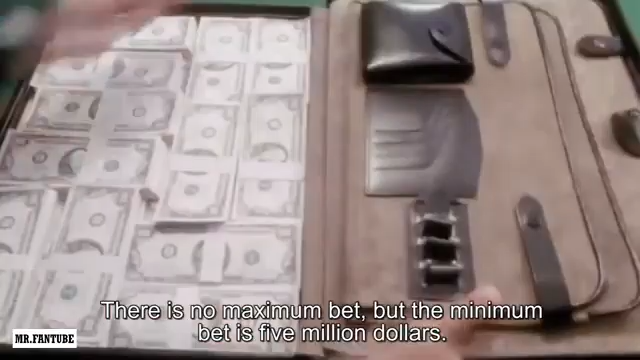 There is no maximum bet, but the minimum
bet is five million dollars.
MR.FANTUBE